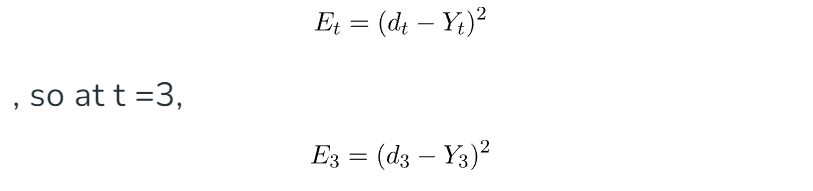 E_t = (d_t − Y_t)^2
, so at t =3,
E_3 = (d_3 − Y_3)^2